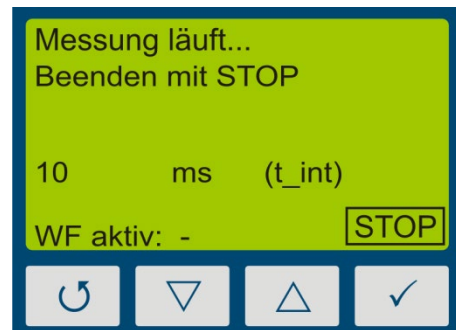 Messung läuft...
Beenden mit STOP
10 ms (t_int)
WF aktiv: - STOP